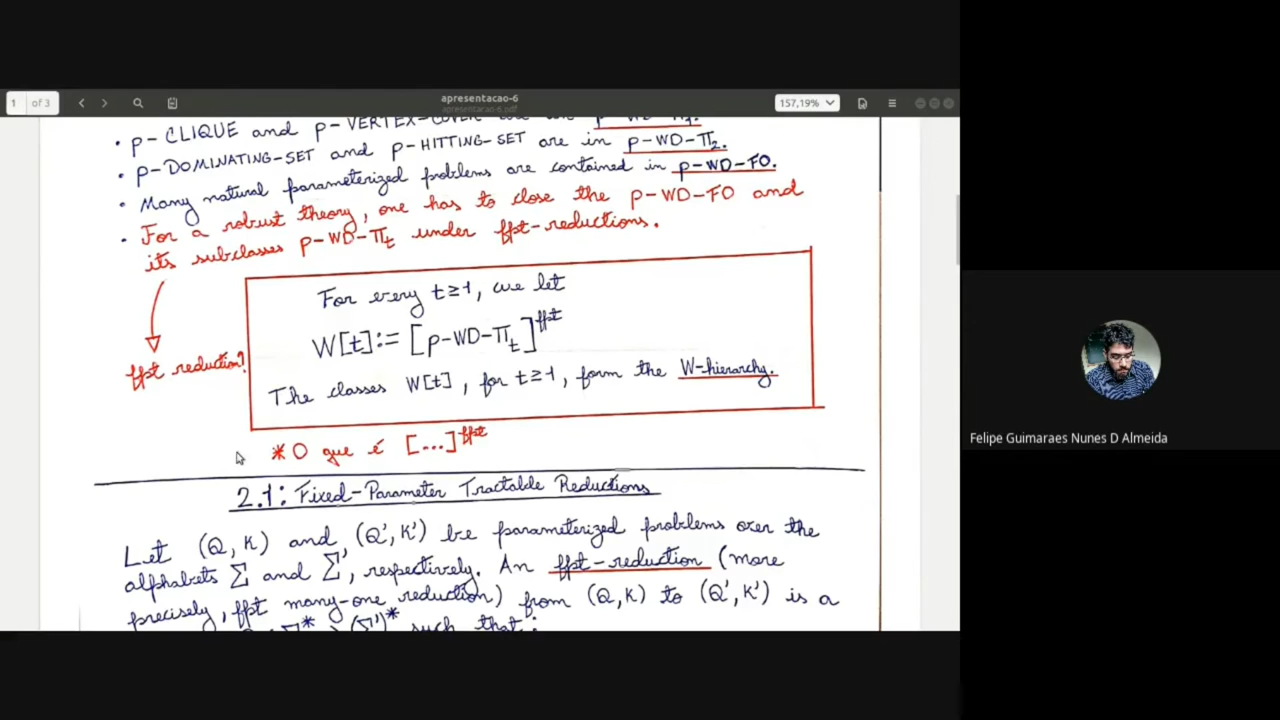 1 of 3
apresentacao-6
apresentacao-6.pdf
157,19%
• p-CLIQUE and p-VERTEX-COVER
• p-DOMINATING-SET and p-HITTING-SET are in p-WD-Π₂.
• Many natural parameterized problems are contained in p-WD-FO.
• For a robust theory, one has to close the p-WD-FO and
its subclasses p-WD-Πₜ under fpt-reductions.
For every t≥1, we let
W[t]:= [p-WD-Πₜ]^fpt
fpt reduction?
The classes W[t], for t≥1, form the W-hierarchy.
* O que é [...]^fpt
2.1: Fixed-Parameter Tractable Reductions
Let (Q,K) and (Q',K') be parameterized problems over the
alphabets Σ and Σ', respectively. An fpt-reduction (more
precisely, fpt many-one reduction) from (Q,K) to (Q',K') is a
Σ* (Σ')* such that:
Felipe Guimaraes Nunes D Almeida